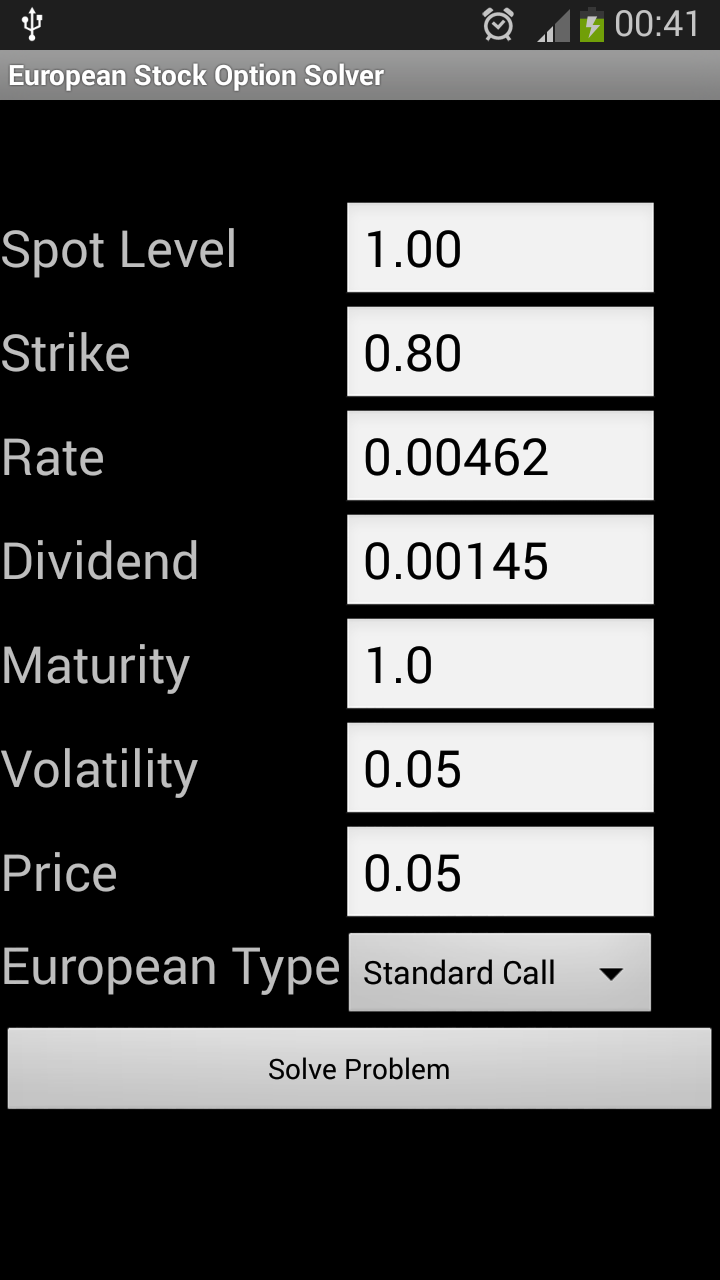 00:41
European Stock Option Solver
Spot Level 1.00
Strike 0.80
Rate 0.00462
Dividend 0.00145
Maturity 1.0
Volatility 0.05
Price 0.05
European Type Standard Call
Solve Problem